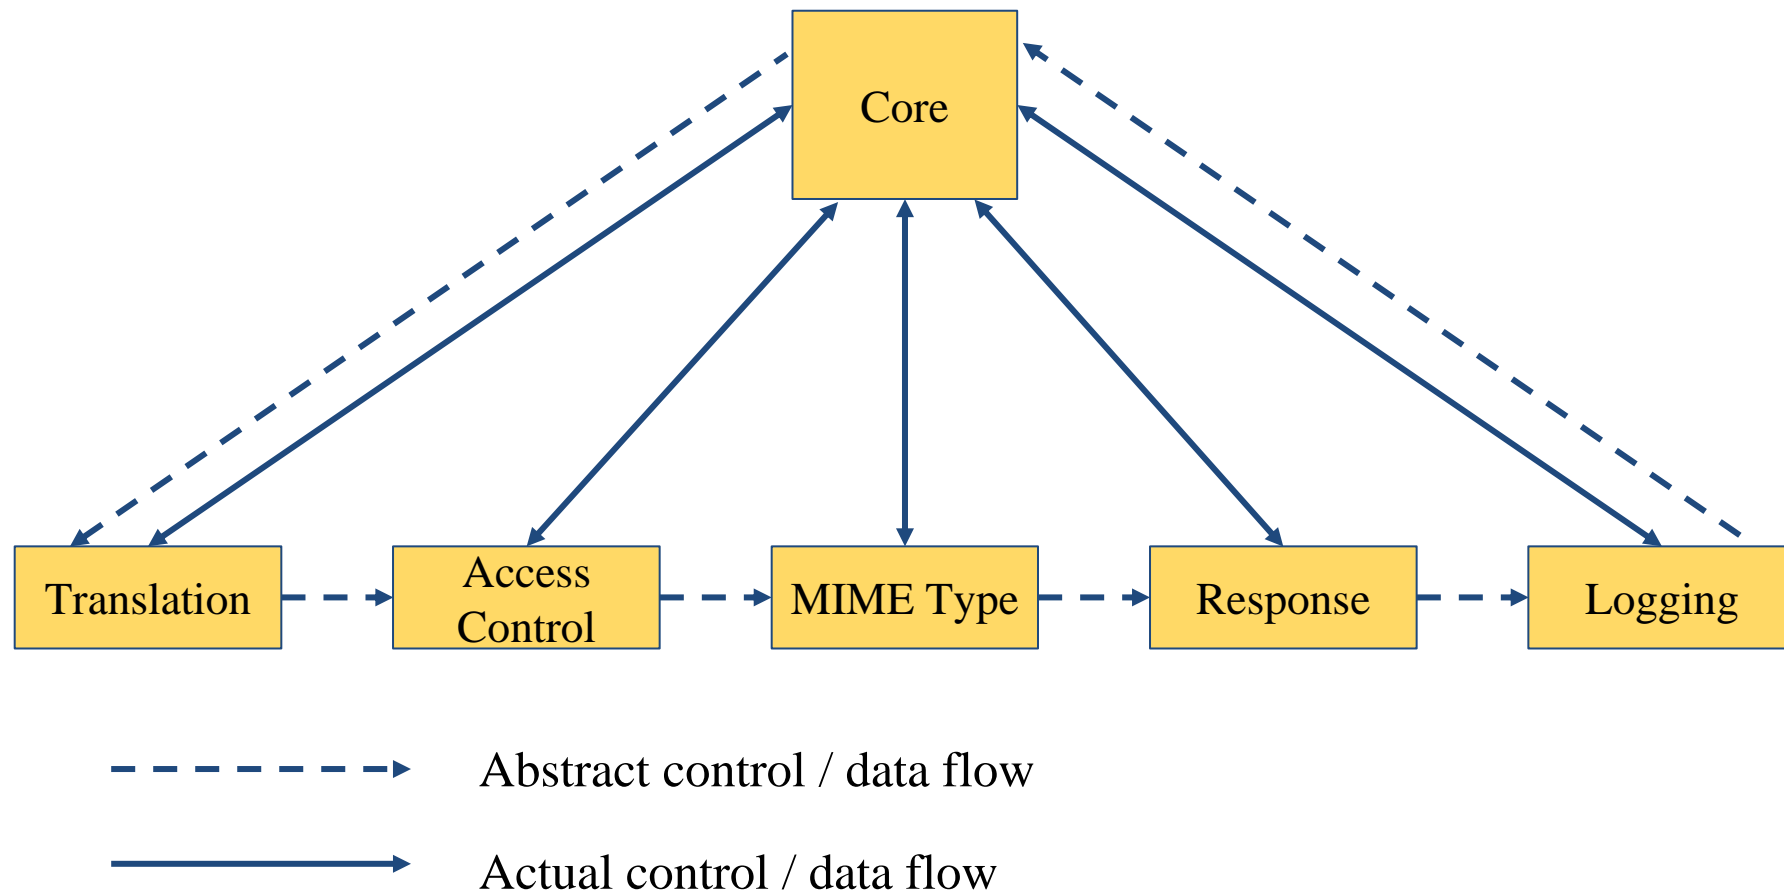 Core
Translation
Access
Control
MIME Type
Response
Logging
Abstract control / data flow
Actual control / data flow